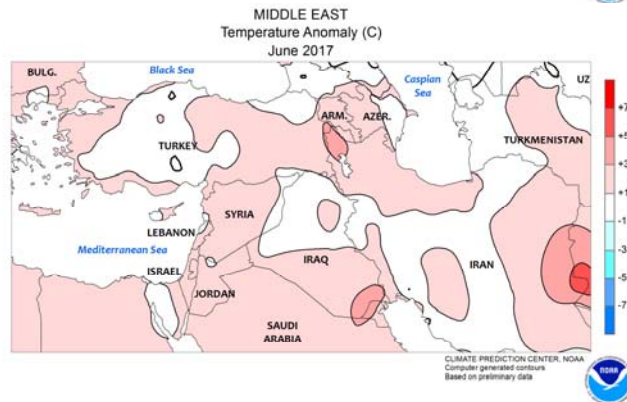 MIDDLE EAST
Temperature Anomaly (C)
June 2017
BULG.
Black Sea
Caspian
Sea
UZ
ARM.
AZER.
TURKEY
TURKMENISTAN
SYRIA
LEBANON
Mediterranean Sea
IRAQ
IRAN
ISRAEL
JORDAN
SAUDI
ARABIA
+7
+5
+3
+1
-1
-3
-5
-7
CLIMATE PREDICTION CENTER, NOAA
Computer generated contours
Based on preliminary data
NOAA